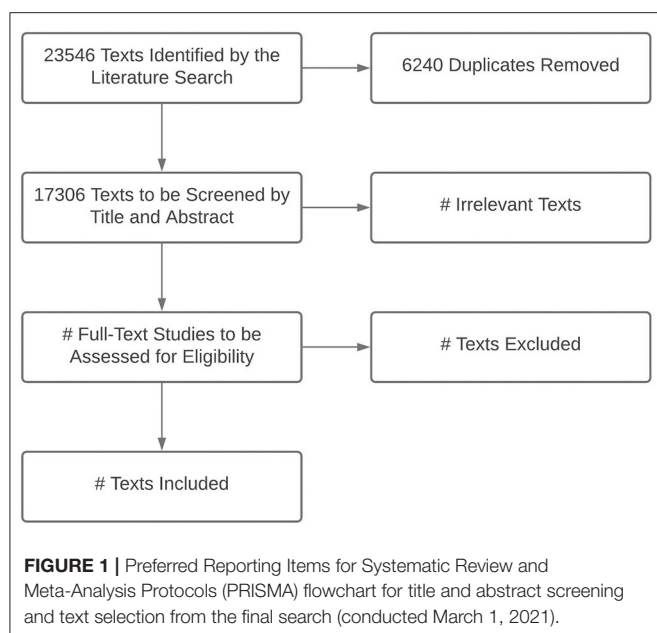 23546 Texts Identified by the
Literature Search
6240 Duplicates Removed
17306 Texts to be Screened by
Title and Abstract
# Irrelevant Texts
# Full-Text Studies to be
Assessed for Eligibility
# Texts Excluded
# Texts Included
FIGURE 1 | Preferred Reporting Items for Systematic Review and
Meta-Analysis Protocols (PRISMA) flowchart for title and abstract screening
and text selection from the final search (conducted March 1, 2021).